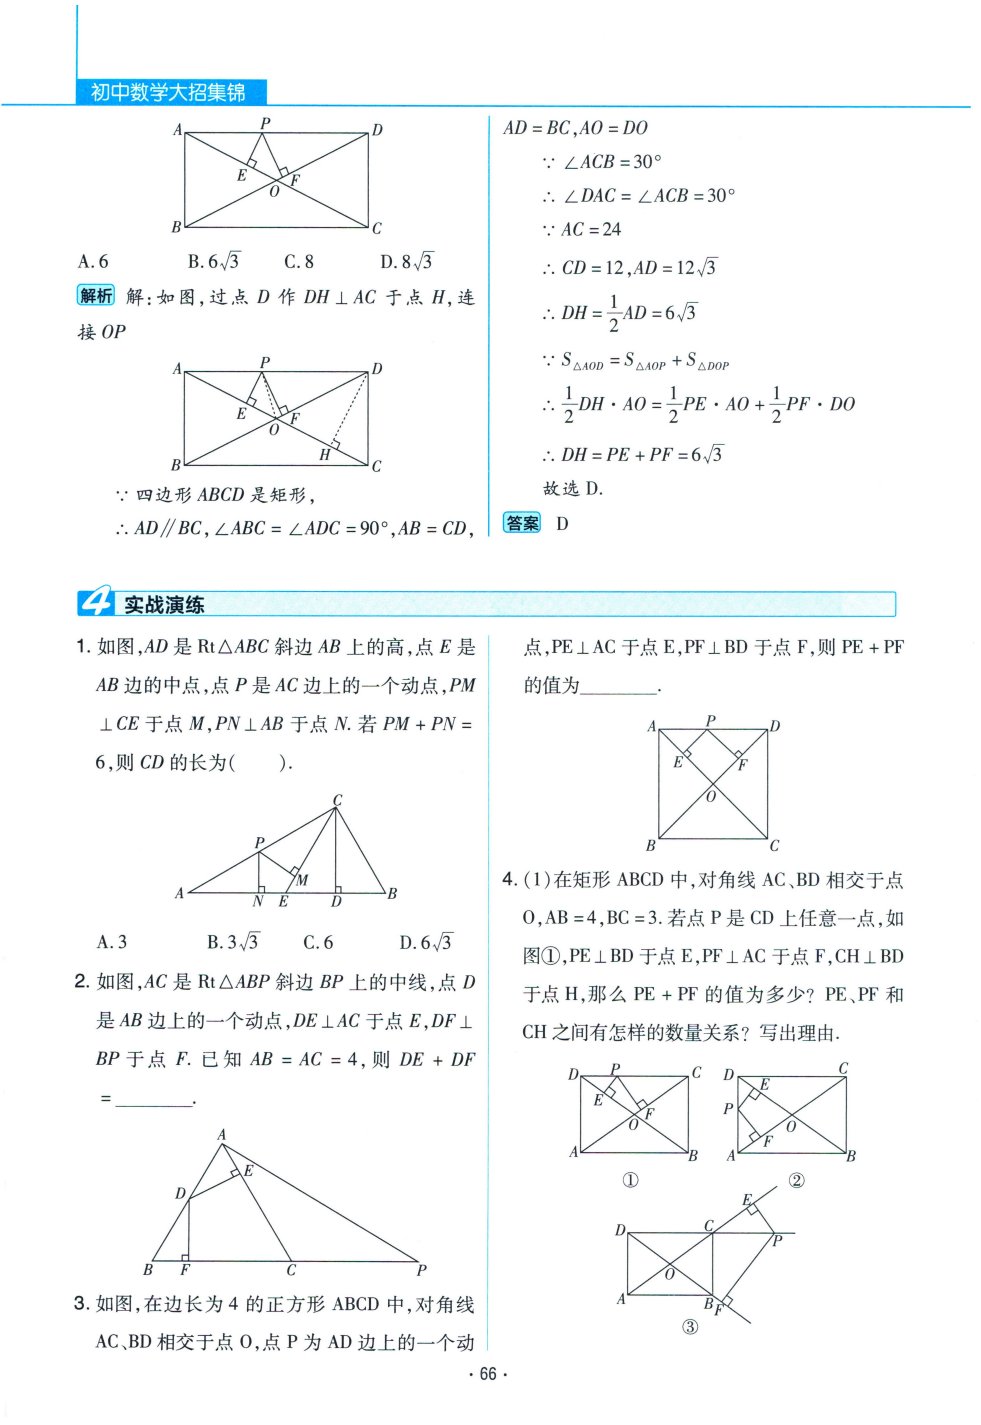 初中数学大招集锦
A P D
E F
O
B C
A.6 B.6√3 C.8 D.8√3
解析 解:如图,过点 D 作 DH⊥AC 于点 H,连
接 OP
A P D
E F
O
H
B C
∵ 四边形 ABCD 是矩形,
∴ AD∥BC,∠ABC=∠ADC=90°,AB=CD,
AD=BC,AO=DO
∵ ∠ACB=30°
∴ ∠DAC=∠ACB=30°
∵ AC=24
∴ CD=12,AD=12√3
∴ DH=1/2AD=6√3
∵ S△AOD=S△AOP+S△DOP
∴ 1/2DH·AO=1/2PE·AO+1/2PF·DO
∴ DH=PE+PF=6√3
故选 D.
答案 D
4 实战演练
1. 如图,AD 是 Rt△ABC 斜边 AB 上的高,点 E 是
AB 边的中点,点 P 是 AC 边上的一个动点,PM
⊥CE 于点 M,PN⊥AB 于点 N. 若 PM+PN=
6,则 CD 的长为( ).
C
P
M
A N E D B
A.3 B.3√3 C.6 D.6√3
2. 如图,AC 是 Rt△ABP 斜边 BP 上的中线,点 D
是 AB 边上的一个动点,DE⊥AC 于点 E,DF⊥
BP 于点 F. 已知 AB=AC=4,则 DE+DF
=________.
A
E
D
B F C P
3. 如图,在边长为 4 的正方形 ABCD 中,对角线
AC、BD 相交于点 O,点 P 为 AD 边上的一个动
点,PE⊥AC 于点 E,PF⊥BD 于点 F,则 PE+PF
的值为________.
A P D
E F
O
B C
4. (1)在矩形 ABCD 中,对角线 AC、BD 相交于点
O,AB=4,BC=3. 若点 P 是 CD 上任意一点,如
图①,PE⊥BD 于点 E,PF⊥AC 于点 F,CH⊥BD
于点 H,那么 PE+PF 的值为多少? PE、PF 和
CH 之间有怎样的数量关系? 写出理由.
D P C
E F
O
A B
①
D C
E
P O
F
A B
②
E
D C P
O
A B F
③
·66·